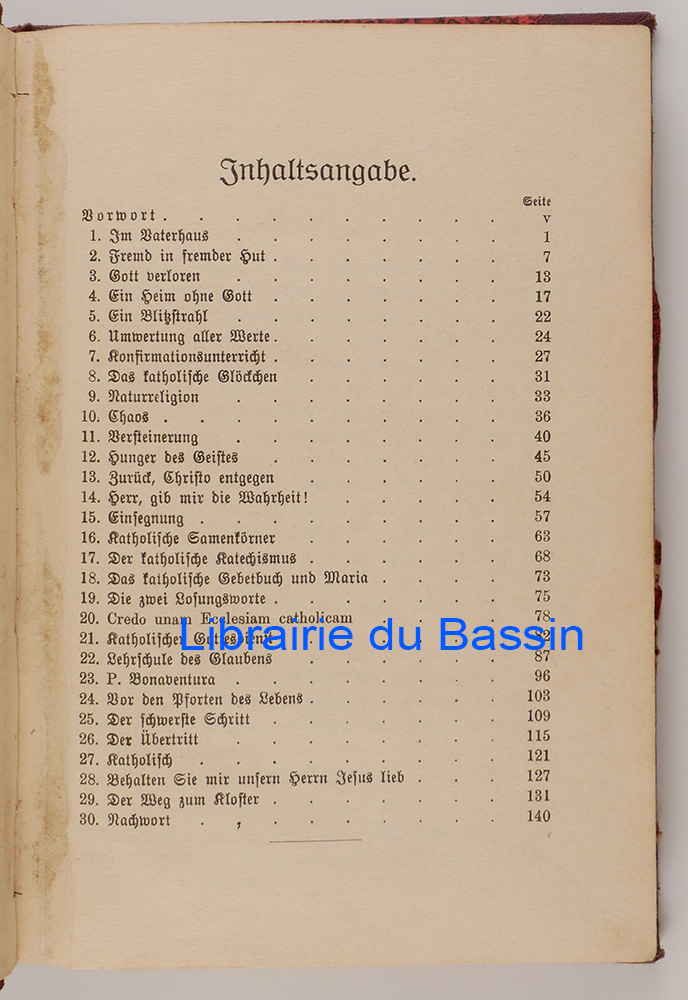 Inhaltsangabe.
Seite
Vorwort . . . . . . . . . . V
1. Im Vaterhaus . . . . . . . . 1
2. Fremd in fremder Hut . . . . . . . 7
3. Gott verloren . . . . . . . . 13
4. Ein Heim ohne Gott . . . . . . . 17
5. Ein Blitzstrahl . . . . . . . . 22
6. Umwertung aller Werte . . . . . . . 24
7. Konfirmationsunterricht . . . . . . . 27
8. Das katholische Glöckchen . . . . . . 31
9. Naturreligion . . . . . . . . 33
10. Chaos . . . . . . . . . . 36
11. Versteinerung . . . . . . . . 40
12. Hunger des Geistes . . . . . . . 45
13. Zurück, Christo entgegen . . . . . . 50
14. Herr, gib mir die Wahrheit! . . . . . 54
15. Einsegnung . . . . . . . . . 57
16. Katholische Samenkörner . . . . . . 63
17. Der katholische Katechismus . . . . . . 68
18. Das katholische Gebetbuch und Maria . . . . 73
19. Die zwei Losungsworte . . . . . . . 75
20. Credo unam Ecclesiam catholicam . . . . 78
21. Katholischer Gottesdienst . . . . . . 82
Librairie du Bassin
22. Lehrschule des Glaubens . . . . . . 87
23. P. Bonaventura . . . . . . . . 96
24. Vor den Pforten des Lebens . . . . . . 103
25. Der schwerste Schritt . . . . . . . 109
26. Der Übertritt . . . . . . . . 115
27. Katholisch . . . . . . . . . 121
28. Behalten Sie mir unsern Herrn Jesus lieb . . . 127
29. Der Weg zum Kloster . . . . . . . 131
30. Nachwort . , . . . . . . . 140